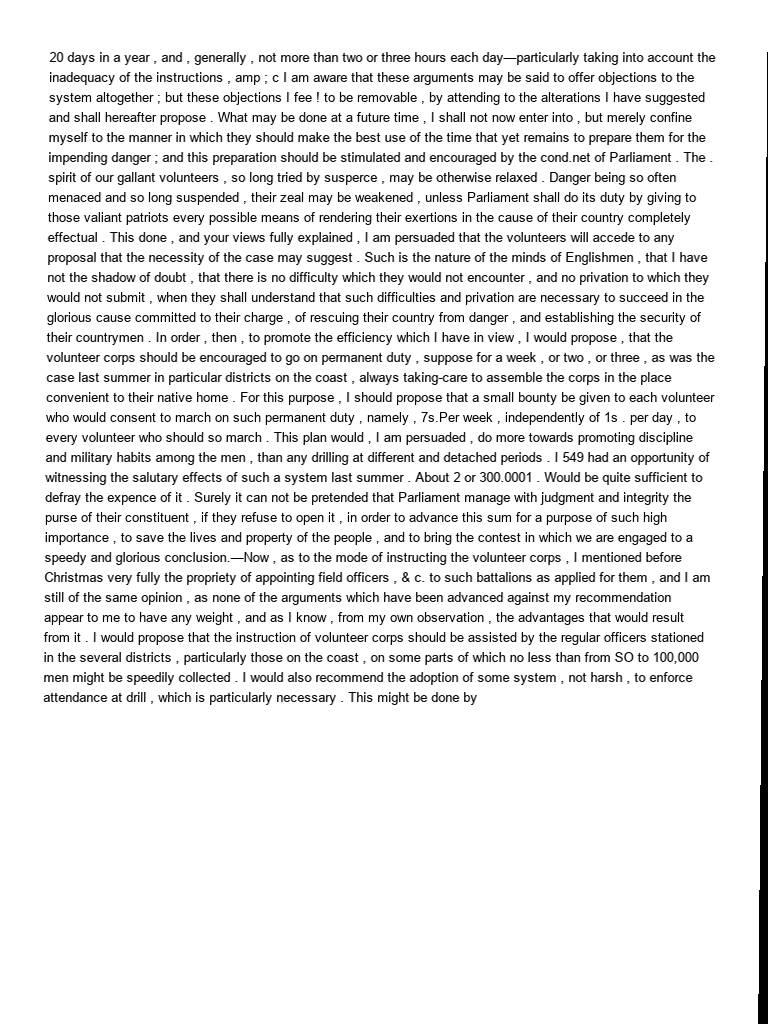 20 days in a year , and , generally , not more than two or three hours each day—particularly taking into account the
inadequacy of the instructions , amp ; c I am aware that these arguments may be said to offer objections to the
system altogether ; but these objections I fee ! to be removable , by attending to the alterations I have suggested
and shall hereafter propose . What may be done at a future time , I shall not now enter into , but merely confine
myself to the manner in which they should make the best use of the time that yet remains to prepare them for the
impending danger ; and this preparation should be stimulated and encouraged by the cond.net of Parliament . The .
spirit of our gallant volunteers , so long tried by susperce , may be otherwise relaxed . Danger being so often
menaced and so long suspended , their zeal may be weakened , unless Parliament shall do its duty by giving to
those valiant patriots every possible means of rendering their exertions in the cause of their country completely
effectual . This done , and your views fully explained , I am persuaded that the volunteers will accede to any
proposal that the necessity of the case may suggest . Such is the nature of the minds of Englishmen , that I have
not the shadow of doubt , that there is no difficulty which they would not encounter , and no privation to which they
would not submit , when they shall understand that such difficulties and privation are necessary to succeed in the
glorious cause committed to their charge , of rescuing their country from danger , and establishing the security of
their countrymen . In order , then , to promote the efficiency which I have in view , I would propose , that the
volunteer corps should be encouraged to go on permanent duty , suppose for a week , or two , or three , as was the
case last summer in particular districts on the coast , always taking-care to assemble the corps in the place
convenient to their native home . For this purpose , I should propose that a small bounty be given to each volunteer
who would consent to march on such permanent duty , namely , 7s.Per week , independently of 1s . per day , to
every volunteer who should so march . This plan would , I am persuaded , do more towards promoting discipline
and military habits among the men , than any drilling at different and detached periods . I 549 had an opportunity of
witnessing the salutary effects of such a system last summer . About 2 or 300.0001 . Would be quite sufficient to
defray the expence of it . Surely it can not be pretended that Parliament manage with judgment and integrity the
purse of their constituent , if they refuse to open it , in order to advance this sum for a purpose of such high
importance , to save the lives and property of the people , and to bring the contest in which we are engaged to a
speedy and glorious conclusion.—Now , as to the mode of instructing the volunteer corps , I mentioned before
Christmas very fully the propriety of appointing field officers , & c. to such battalions as applied for them , and I am
still of the same opinion , as none of the arguments which have been advanced against my recommendation
appear to me to have any weight , and as I know , from my own observation , the advantages that would result
from it . I would propose that the instruction of volunteer corps should be assisted by the regular officers stationed
in the several districts , particularly those on the coast , on some parts of which no less than from SO to 100,000
men might be speedily collected . I would also recommend the adoption of some system , not harsh , to enforce
attendance at drill , which is particularly necessary . This might be done by